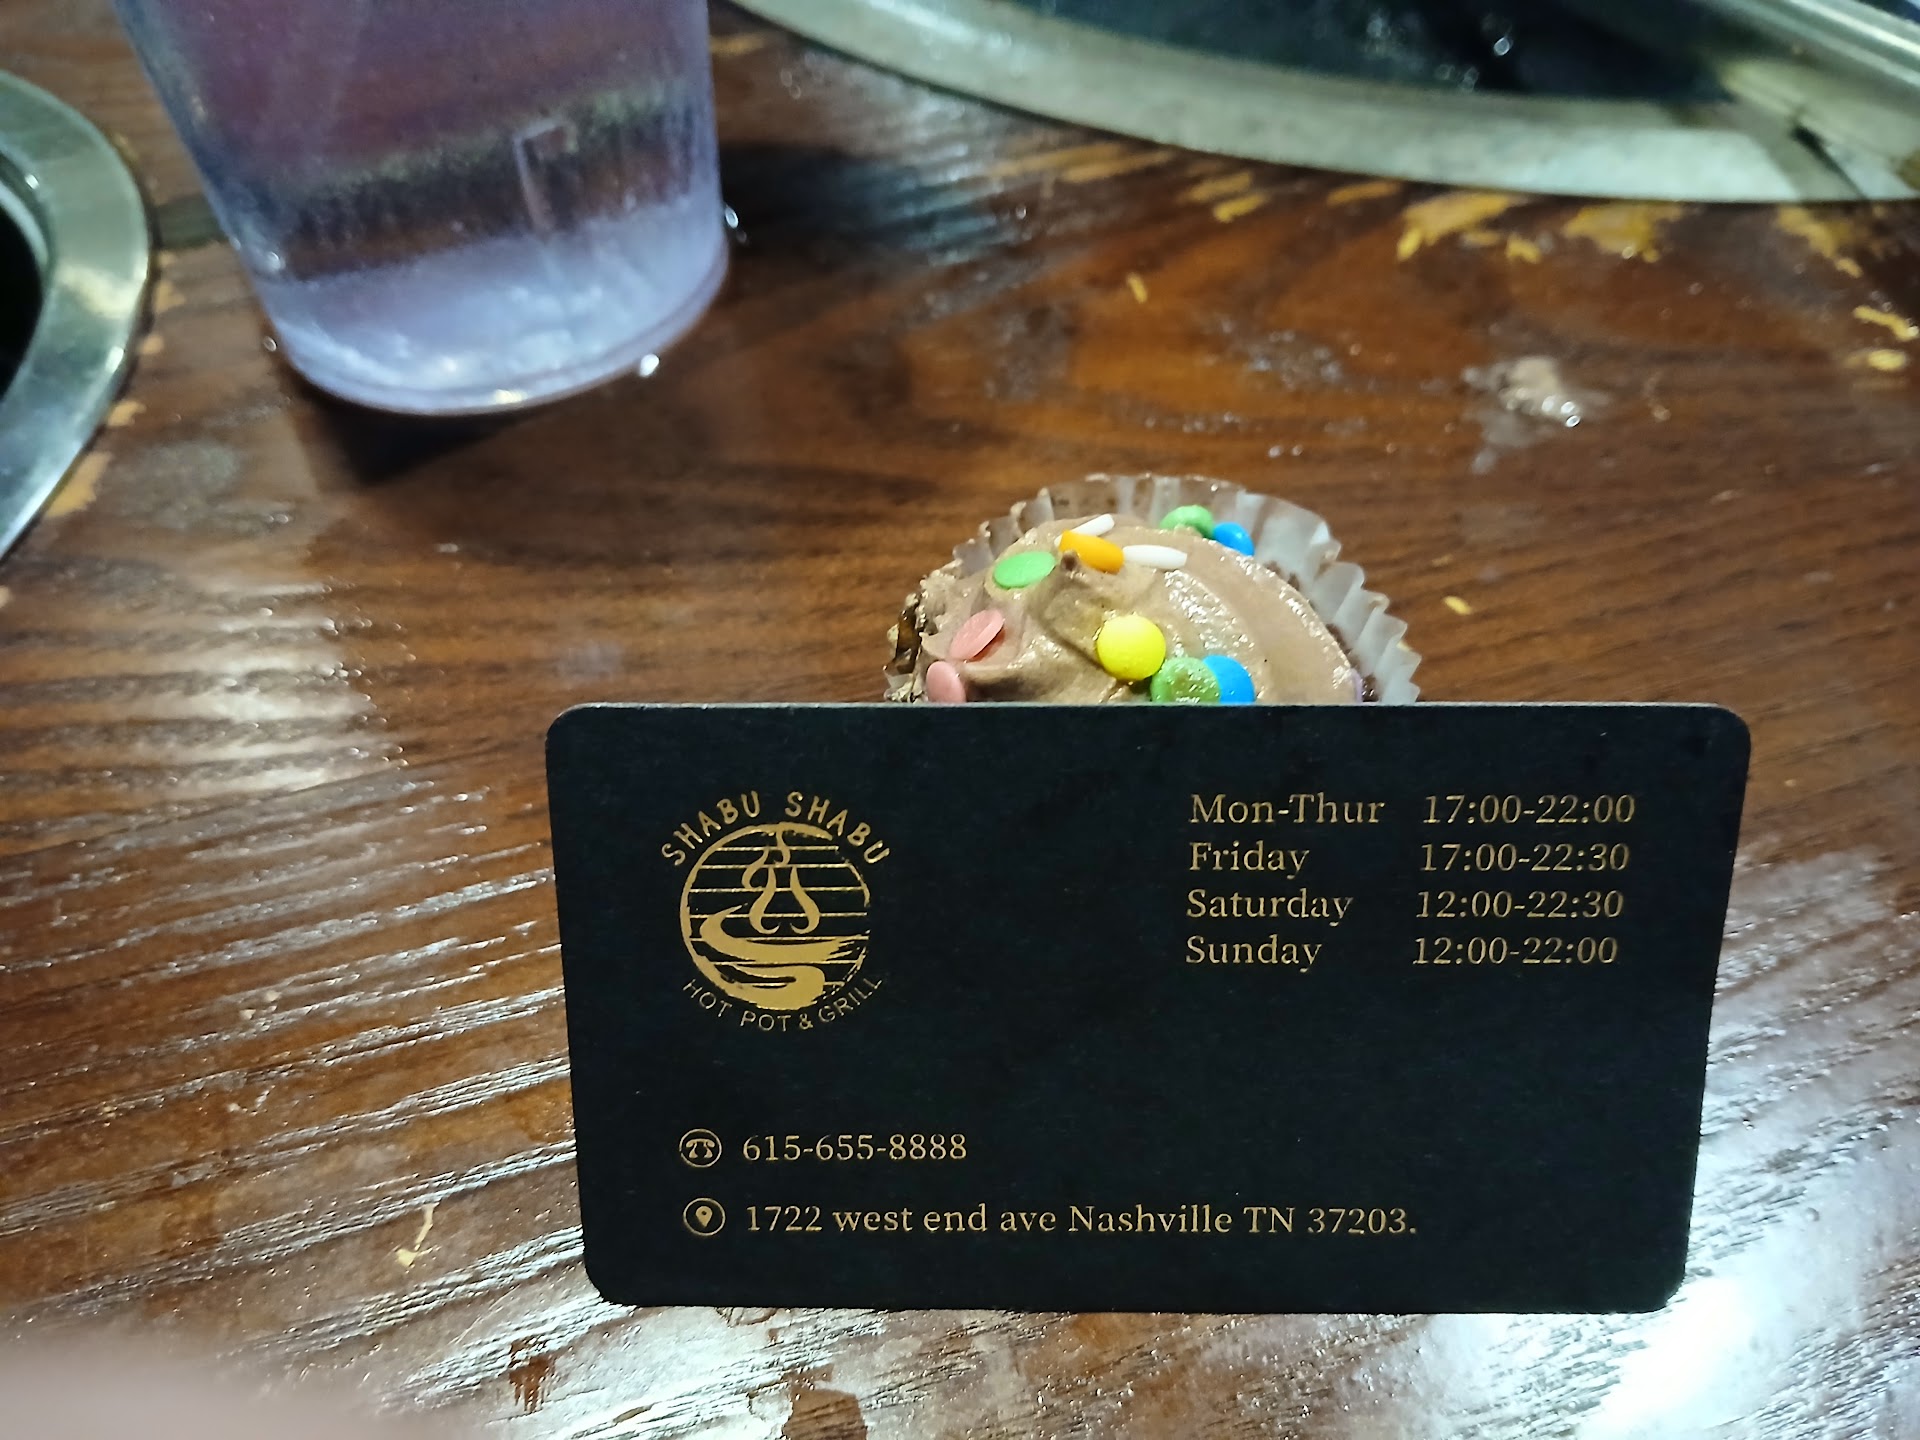 SHABU SHABU
HOT POT & GRILL
Mon-Thur 17:00-22:00
Friday 17:00-22:30
Saturday 12:00-22:30
Sunday 12:00-22:00
615-655-8888
1722 west end ave Nashville TN 37203.